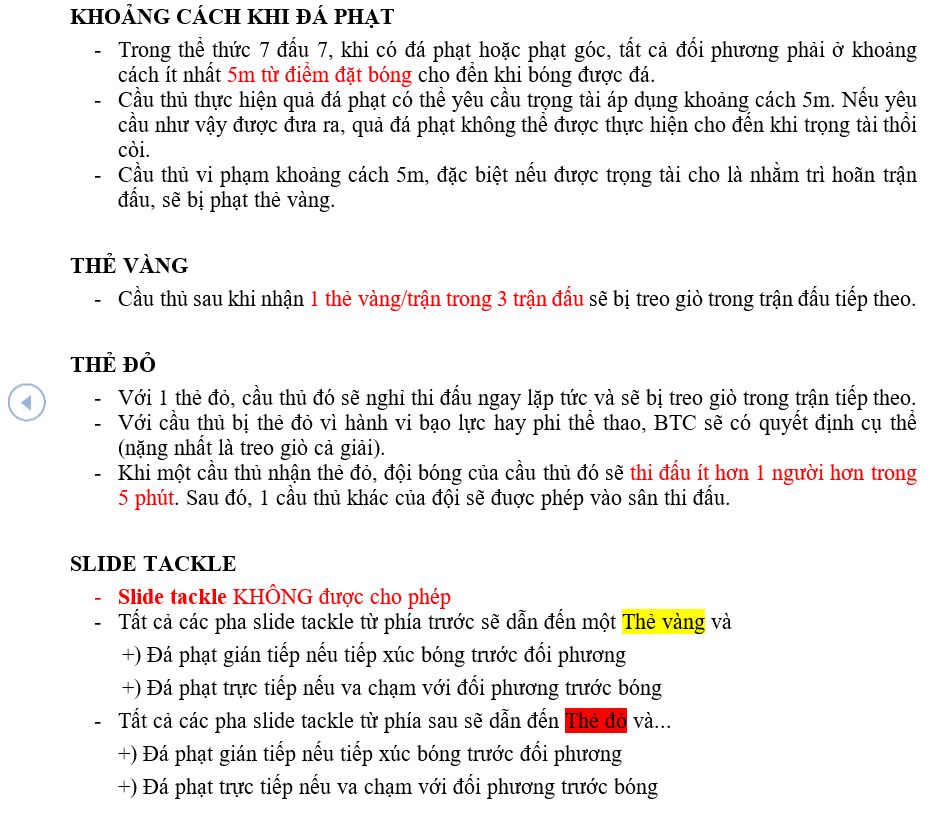 KHOẢNG CÁCH KHI ĐÁ PHẠT
- Trong thể thức 7 đấu 7, khi có đá phạt hoặc phạt góc, tất cả đối phương phải ở khoảng
cách ít nhất 5m từ điểm đặt bóng cho đến khi bóng được đá.
- Cầu thủ thực hiện quả đá phạt có thể yêu cầu trọng tài áp dụng khoảng cách 5m. Nếu yêu
cầu như vậy được đưa ra, quả đá phạt không thể được thực hiện cho đến khi trọng tài thổi
còi.
- Cầu thủ vi phạm khoảng cách 5m, đặc biệt nếu được trọng tài cho là nhằm trì hoãn trận
đấu, sẽ bị phạt thẻ vàng.
THẺ VÀNG
- Cầu thủ sau khi nhận 1 thẻ vàng/trận trong 3 trận đấu sẽ bị treo giò trong trận đấu tiếp theo.
THẺ ĐỎ
- Với 1 thẻ đỏ, cầu thủ đó sẽ nghỉ thi đấu ngay lặp tức và sẽ bị treo giò trong trận tiếp theo.
- Với cầu thủ bị thẻ đỏ vì hành vi bạo lực hay phi thể thao, BTC sẽ có quyết định cụ thể
(nặng nhất là treo giò cả giải).
- Khi một cầu thủ nhận thẻ đỏ, đội bóng của cầu thủ đó sẽ thi đấu ít hơn 1 người hơn trong
5 phút. Sau đó, 1 cầu thủ khác của đội sẽ đuợc phép vào sân thi đấu.
SLIDE TACKLE
- Slide tackle KHÔNG được cho phép
- Tất cả các pha slide tackle từ phía trước sẽ dẫn đến một Thẻ vàng và
+) Đá phạt gián tiếp nếu tiếp xúc bóng trước đối phương
+) Đá phạt trực tiếp nếu va chạm với đối phương trước bóng
- Tất cả các pha slide tackle từ phía sau sẽ dẫn đến Thẻ đỏ và...
+) Đá phạt gián tiếp nếu tiếp xúc bóng trước đối phương
+) Đá phạt trực tiếp nếu va chạm với đối phương trước bóng